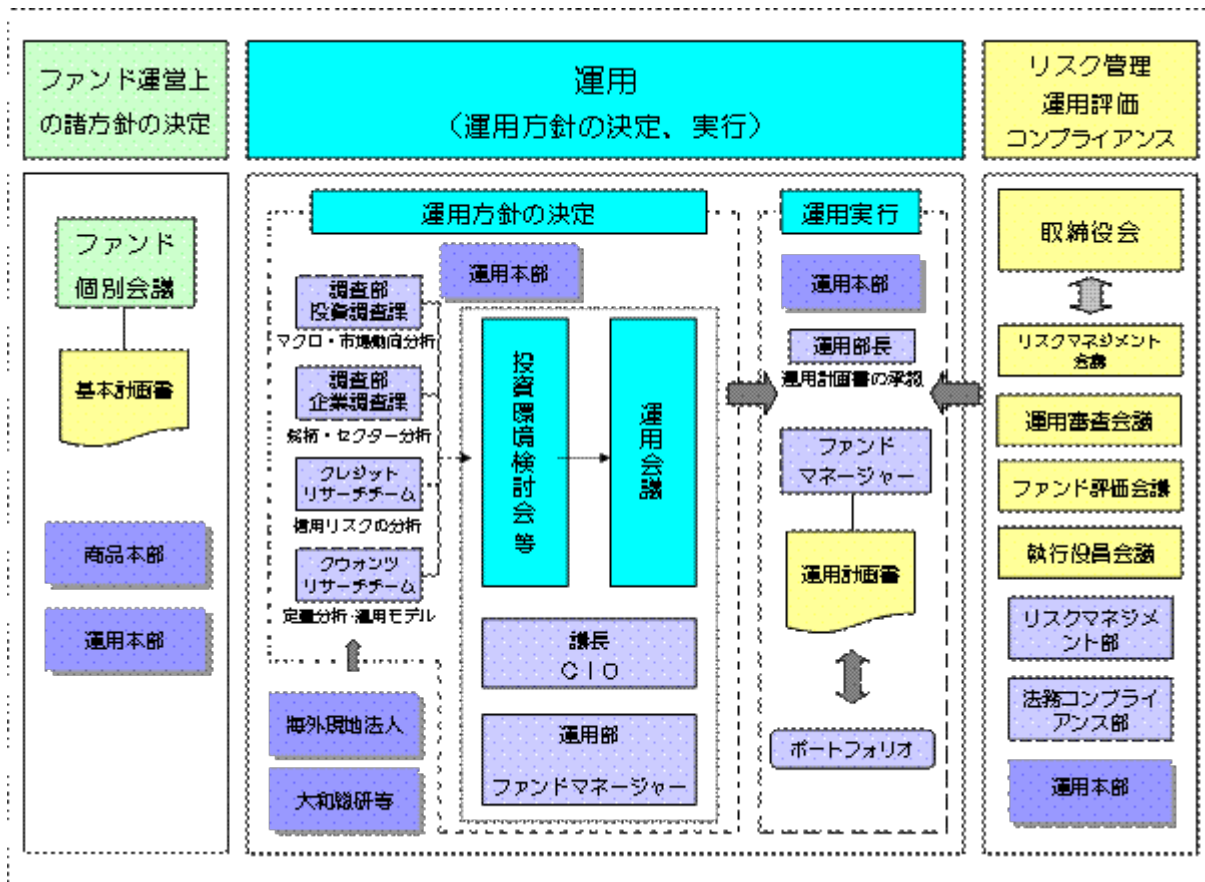 ファンド運営上
の諸方針の決定
運用
（運用方針の決定、実行）
リスク管理
運用評価
コンプライアンス
ファンド
個別会議
基本計画書
商品本部
運用本部
運用方針の決定
運用本部
調査部
投資調査課
マクロ・市場動向分析
調査部
企業調査課
銘柄・セクター分析
クレジット
リサーチチーム
信用リスクの分析
クウォンツ
リサーチチーム
定量分析・運用モデル
海外現地法人
大和総研等
投資環境検討会等
運用会議
議長
ＣＩＯ
運用部
ファンドマネージャー
運用実行
運用本部
運用部長
運用計画書の承認
ファンド
マネージャー
運用計画書
ポートフォリオ
取締役会
リスクマネジメント
会議
運用審査会議
ファンド評価会議
執行役員会議
リスクマネジメ
ント部
法務コンプライ
アンス部
運用本部